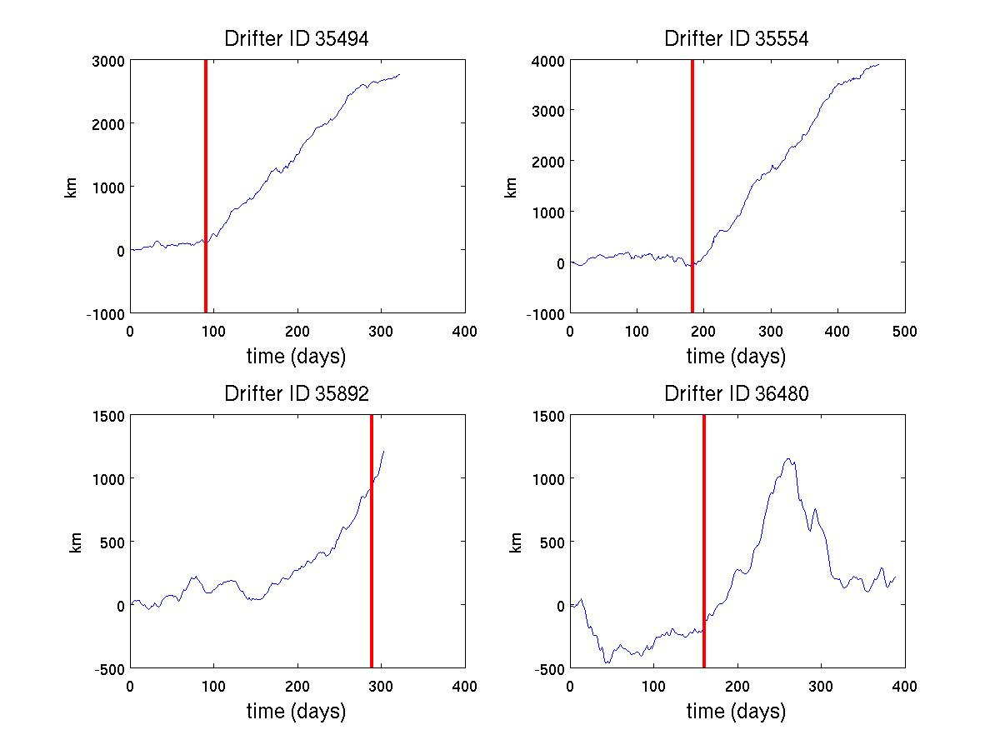 Drifter ID 35494
3000
2000
1000
0
-1000
km
0 100 200 300 400
time (days)
Drifter ID 35554
4000
3000
2000
1000
0
-1000
km
0 100 200 300 400 500
time (days)
Drifter ID 35892
1500
1000
500
0
-500
km
0 100 200 300 400
time (days)
Drifter ID 36480
1500
1000
500
0
-500
km
0 100 200 300 400
time (days)